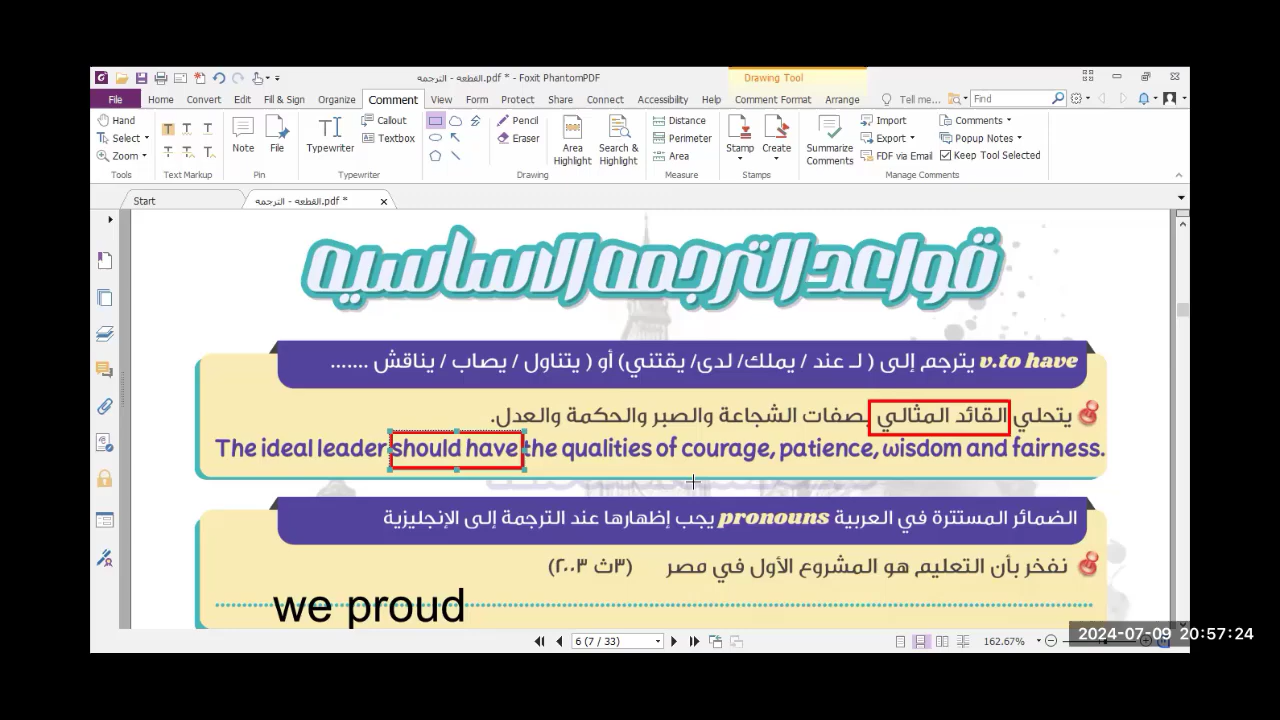 القطعه - الترجمه.pdf * - Foxit PhantomPDF
Drawing Tool
File Home Convert Edit Fill & Sign Organize Comment View Form Protect Share Connect Accessibility Help Comment Format Arrange Tell me... Find
Hand
Select
Zoom
Tools
Text Markup
Note
File
Pin
Typewriter
Callout
Textbox
Typewriter
Pencil
Eraser
Area Highlight
Search & Highlight
Drawing
Distance
Perimeter
Area
Measure
Stamp
Create
Stamps
Summarize Comments
Import
Export
FDF via Email
Comments
Popup Notes
Keep Tool Selected
Manage Comments
Start
القطعه - الترجمه.pdf *
قواعد الترجمه الاساسيه
v.to have يترجم إلى ( لـ عند / يملك/ لدى/ يقتني) أو ( يتناول / يصاب / يناقش .......
يتحلي القائد المثالي بصفات الشجاعة والصبر والحكمة والعدل.
The ideal leader should have the qualities of courage, patience, wisdom and fairness.
الضمائر المستترة في العربية pronouns يجب إظهارها عند الترجمة إلى الإنجليزية
نفخر بأن التعليم هو المشروع الأول في مصر (٣ث ٢٠٠٣)
we proud
6 (7 / 33)
162.67%
2024-07-09 20:57:24